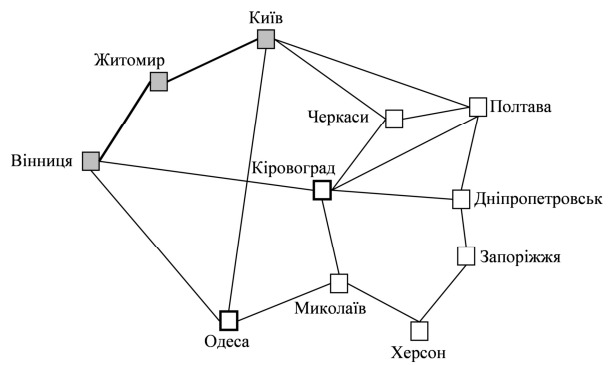 Київ
Житомир
Полтава
Черкаси
Вінниця
Кіровоград
Дніпропетровськ
Запоріжжя
Миколаїв
Одеса
Херсон